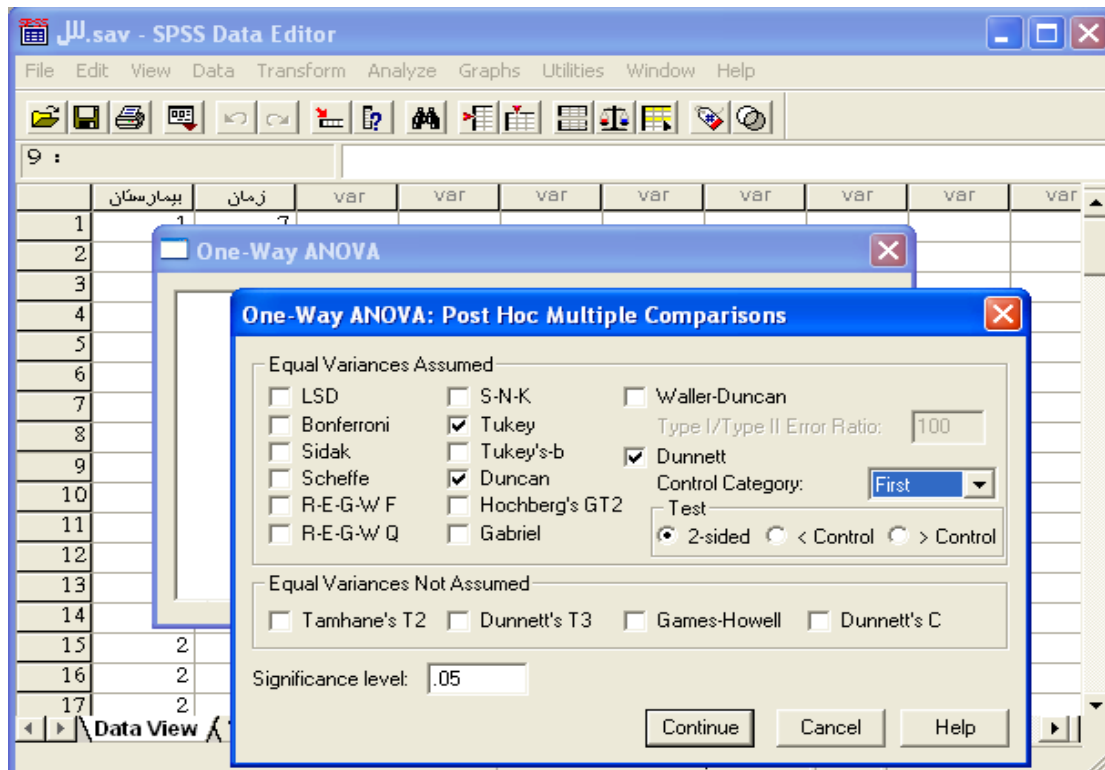 سل.sav - SPSS Data Editor
File Edit View Data Transform Analyze Graphs Utilities Window Help
9 :
بیمارستان زمان var var var var var var var var
1 1 7
2
3
4
5
6
7
8
9
10
11
12
13
14
15 2
16 2
17 2
One-Way ANOVA
One-Way ANOVA: Post Hoc Multiple Comparisons
Equal Variances Assumed
LSD S-N-K Waller-Duncan
Bonferroni Tukey Type I/Type II Error Ratio: 100
Sidak Tukey's-b Dunnett
Scheffe Duncan Control Category: First
R-E-G-W F Hochberg's GT2 Test
R-E-G-W Q Gabriel 2-sided < Control > Control
Equal Variances Not Assumed
Tamhane's T2 Dunnett's T3 Games-Howell Dunnett's C
Significance level: .05
Continue Cancel Help
Data View